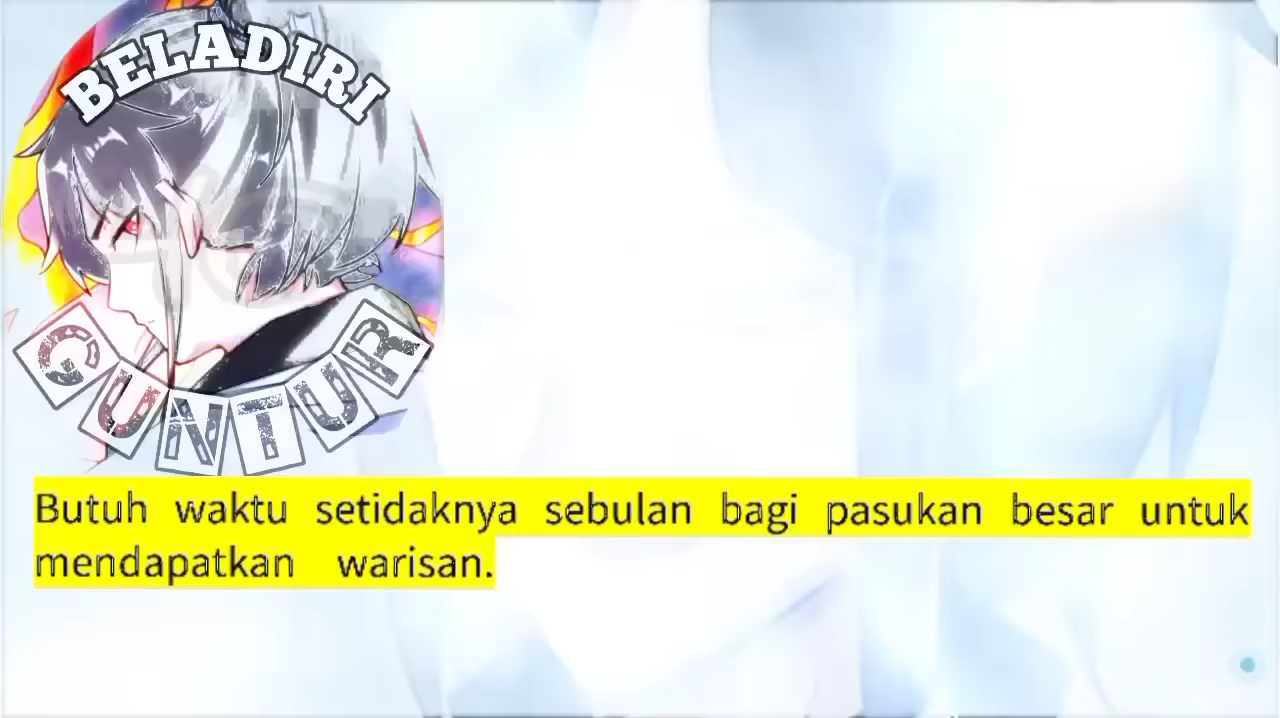 BELADIRI
GUNTUR
Butuh waktu setidaknya sebulan bagi pasukan besar untuk
mendapatkan warisan.